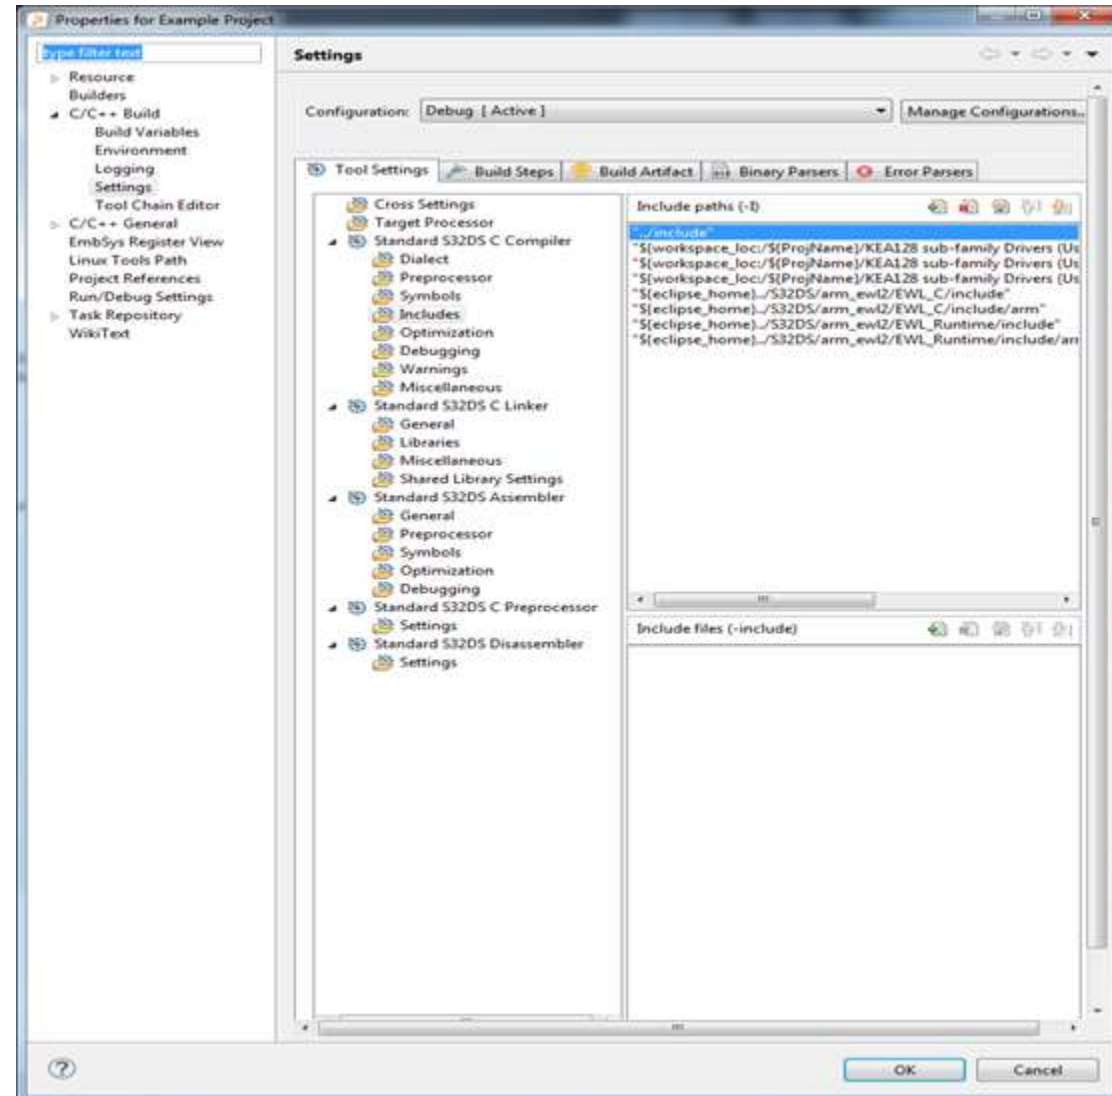 Properties for Example Project
type filter text
Resource
Builders
C/C++ Build
Build Variables
Environment
Logging
Settings
Tool Chain Editor
C/C++ General
EmbSys Register View
Linux Tools Path
Project References
Run/Debug Settings
Task Repository
WikiText
Settings
Configuration: Debug [ Active ] Manage Configurations...
Tool Settings Build Steps Build Artifact Binary Parsers Error Parsers
Cross Settings
Target Processor
Standard S32DS C Compiler
Dialect
Preprocessor
Symbols
Includes
Optimization
Debugging
Warnings
Miscellaneous
Standard S32DS C Linker
General
Libraries
Miscellaneous
Shared Library Settings
Standard S32DS Assembler
General
Preprocessor
Symbols
Optimization
Debugging
Standard S32DS C Preprocessor
Settings
Standard S32DS Disassembler
Settings
Include paths (-I)
"../include"
"${workspace_loc:/${ProjName}/KEA128 sub-family Drivers (Us
"${workspace_loc:/${ProjName}/KEA128 sub-family Drivers (Us
"${workspace_loc:/${ProjName}/KEA128 sub-family Drivers (Us
"${eclipse_home}../S32DS/arm_ewl2/EWL_C/include"
"${eclipse_home}../S32DS/arm_ewl2/EWL_C/include/arm"
"${eclipse_home}../S32DS/arm_ewl2/EWL_Runtime/include"
"${eclipse_home}../S32DS/arm_ewl2/EWL_Runtime/include/arr
Include files (-include)
OK Cancel